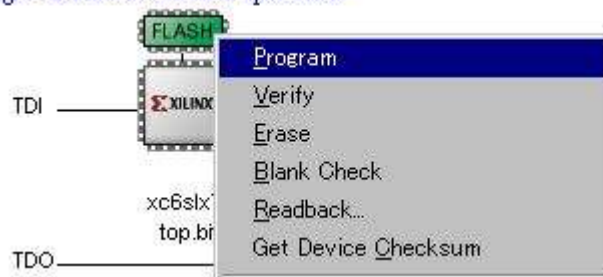 FLASH
Program
TDI
XILINX
Verify
Erase
Blank Check
xc6slx
Readback...
top.bi
Get Device Checksum
TDO